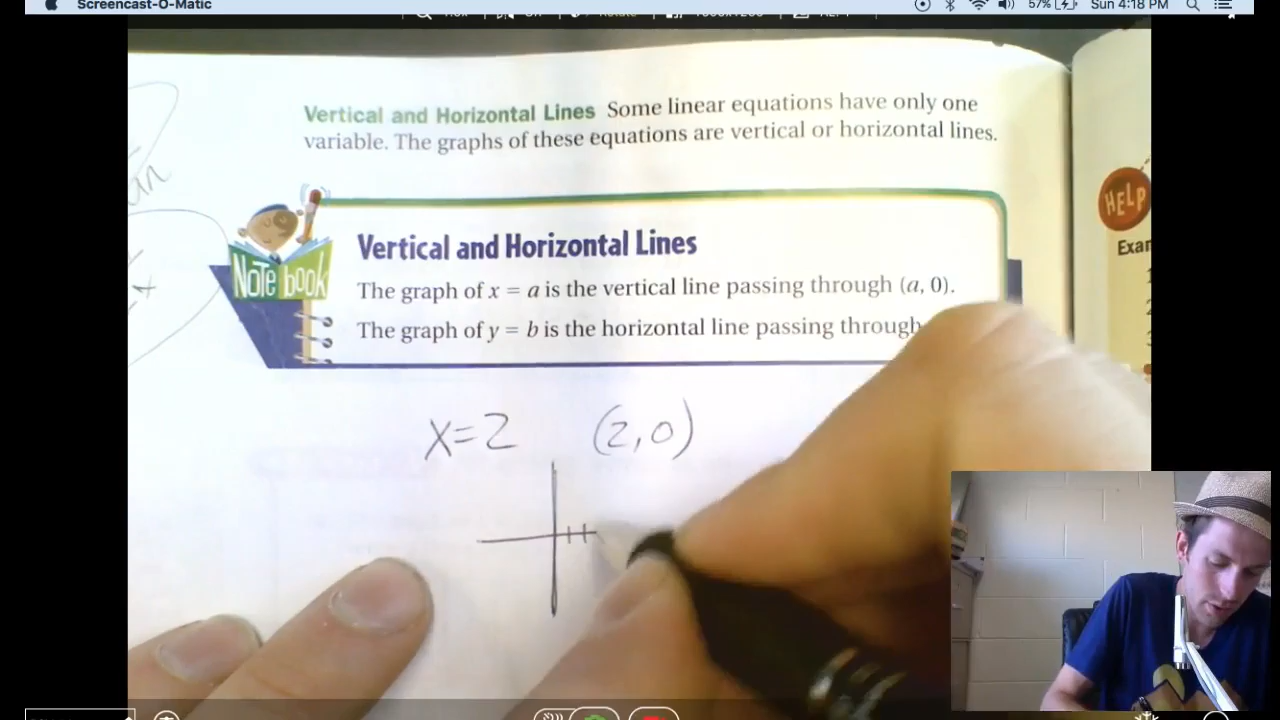 Screencast-O-Matic
57%
Sun 4:18 PM
Vertical and Horizontal Lines Some linear equations have only one
variable. The graphs of these equations are vertical or horizontal lines.
HELP
Note book
Vertical and Horizontal Lines
The graph of x = a is the vertical line passing through (a, 0).
The graph of y = b is the horizontal line passing through
x=2 (2,0)